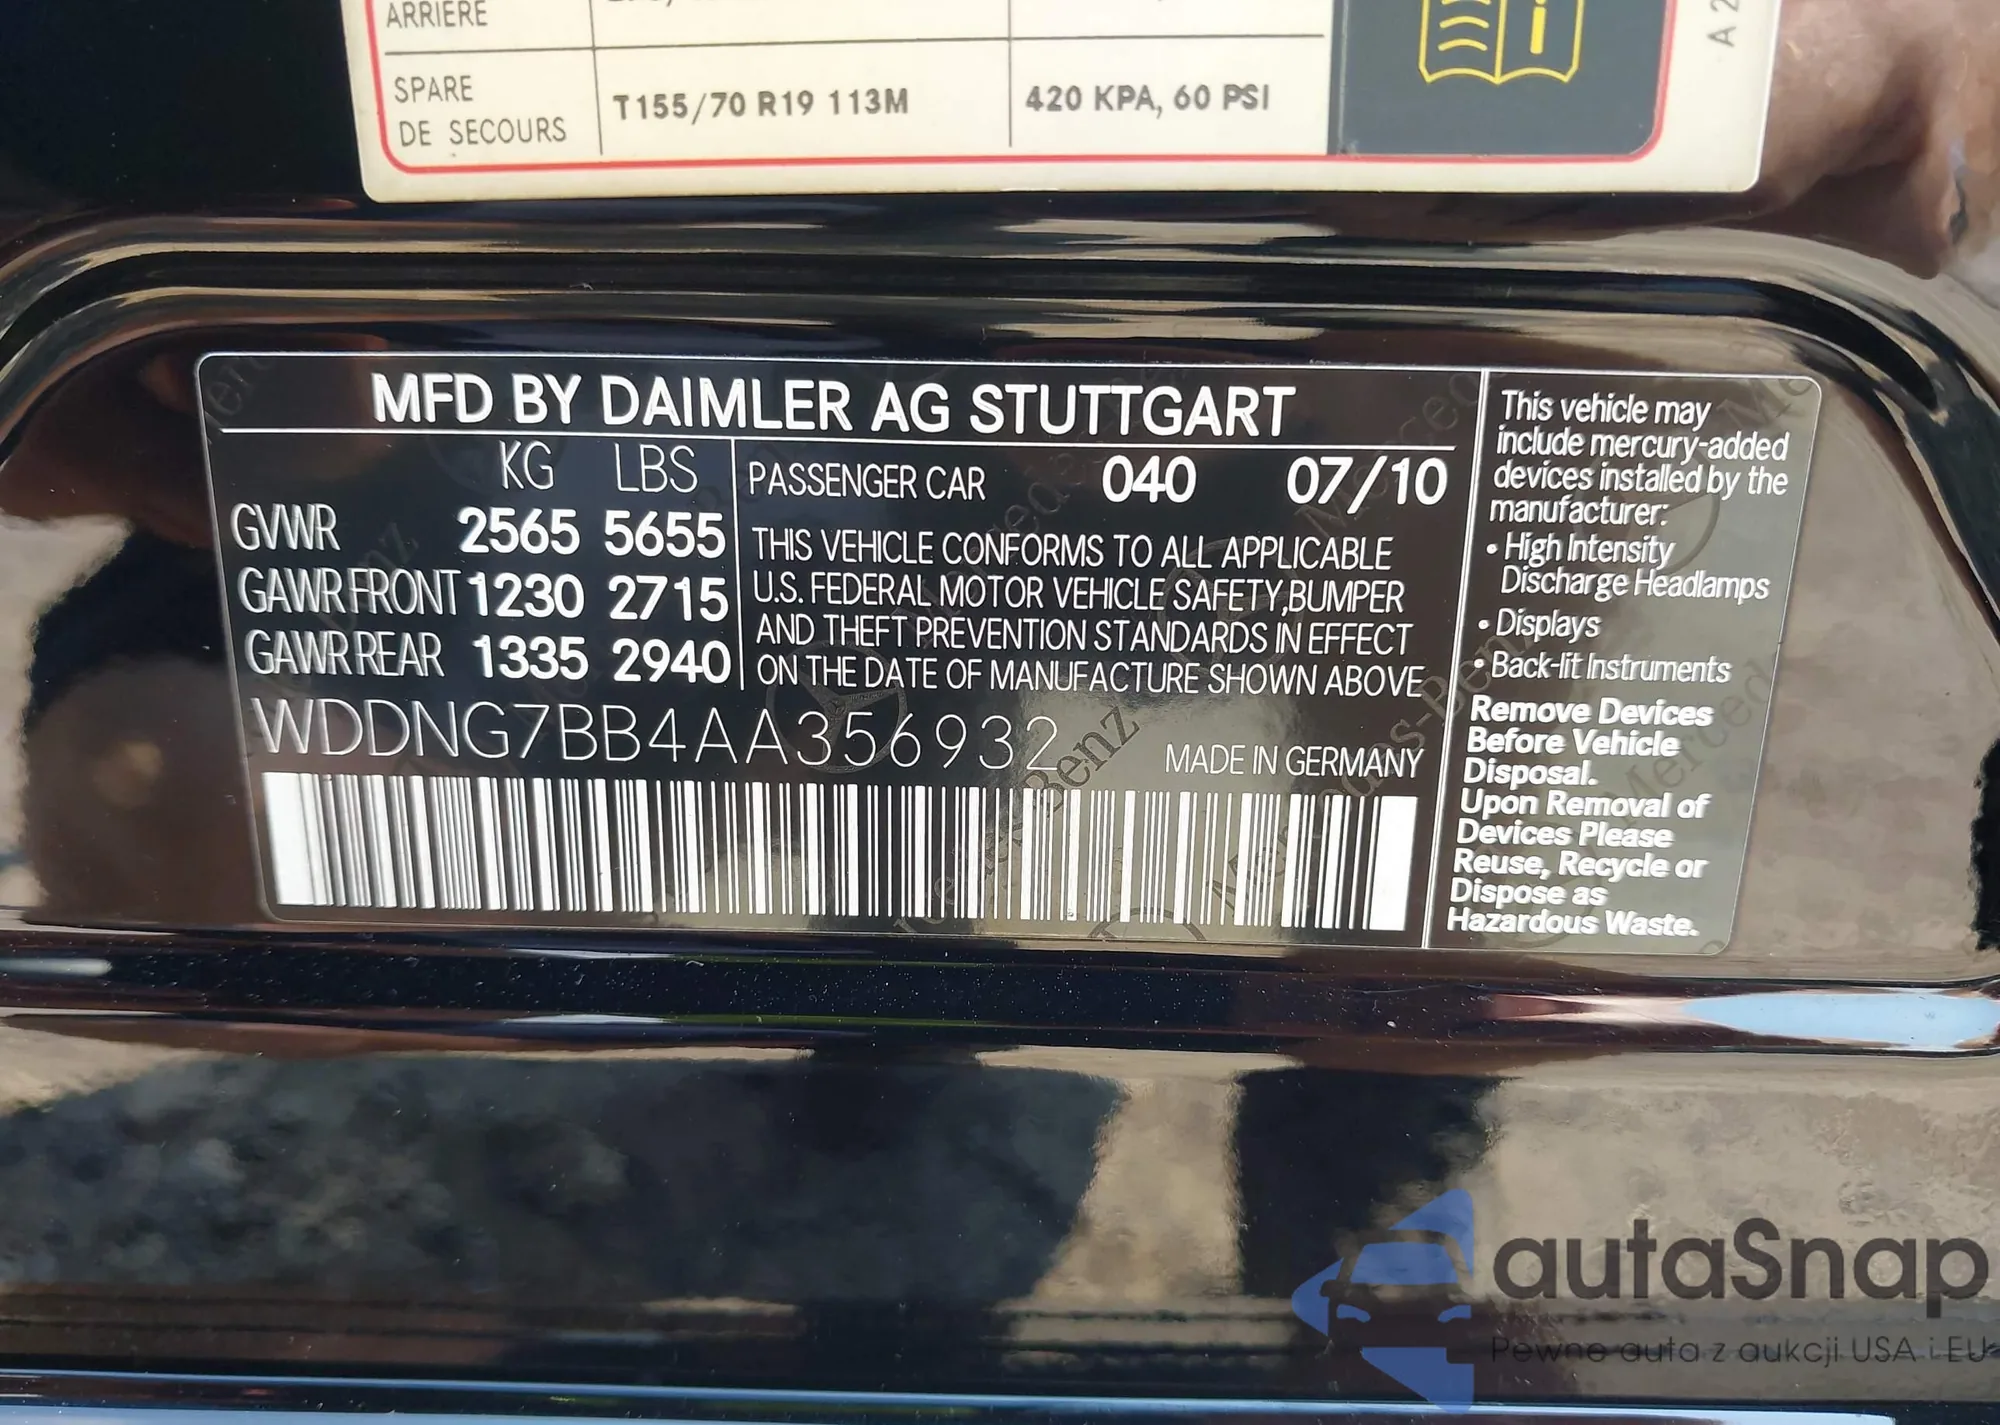 ARRIÈRE
SPARE
DE SECOURS
T155/70 R19 113M
420 KPA, 60 PSI
A 2
MFD BY DAIMLER AG STUTTGART
KG LBS
GVWR 2565 5655
GAWR FRONT 1230 2715
GAWR REAR 1335 2940
PASSENGER CAR 040 07/10
THIS VEHICLE CONFORMS TO ALL APPLICABLE
U.S. FEDERAL MOTOR VEHICLE SAFETY,BUMPER
AND THEFT PREVENTION STANDARDS IN EFFECT
ON THE DATE OF MANUFACTURE SHOWN ABOVE
WDDNG7BB4AA356932
MADE IN GERMANY
This vehicle may
include mercury-added
devices installed by the
manufacturer:
• High Intensity
Discharge Headlamps
• Displays
• Back-lit Instruments
Remove Devices
Before Vehicle
Disposal.
Upon Removal of
Devices Please
Reuse, Recycle or
Dispose as
Hazardous Waste.
autaSnap
Pewne auta z aukcji USA i EU